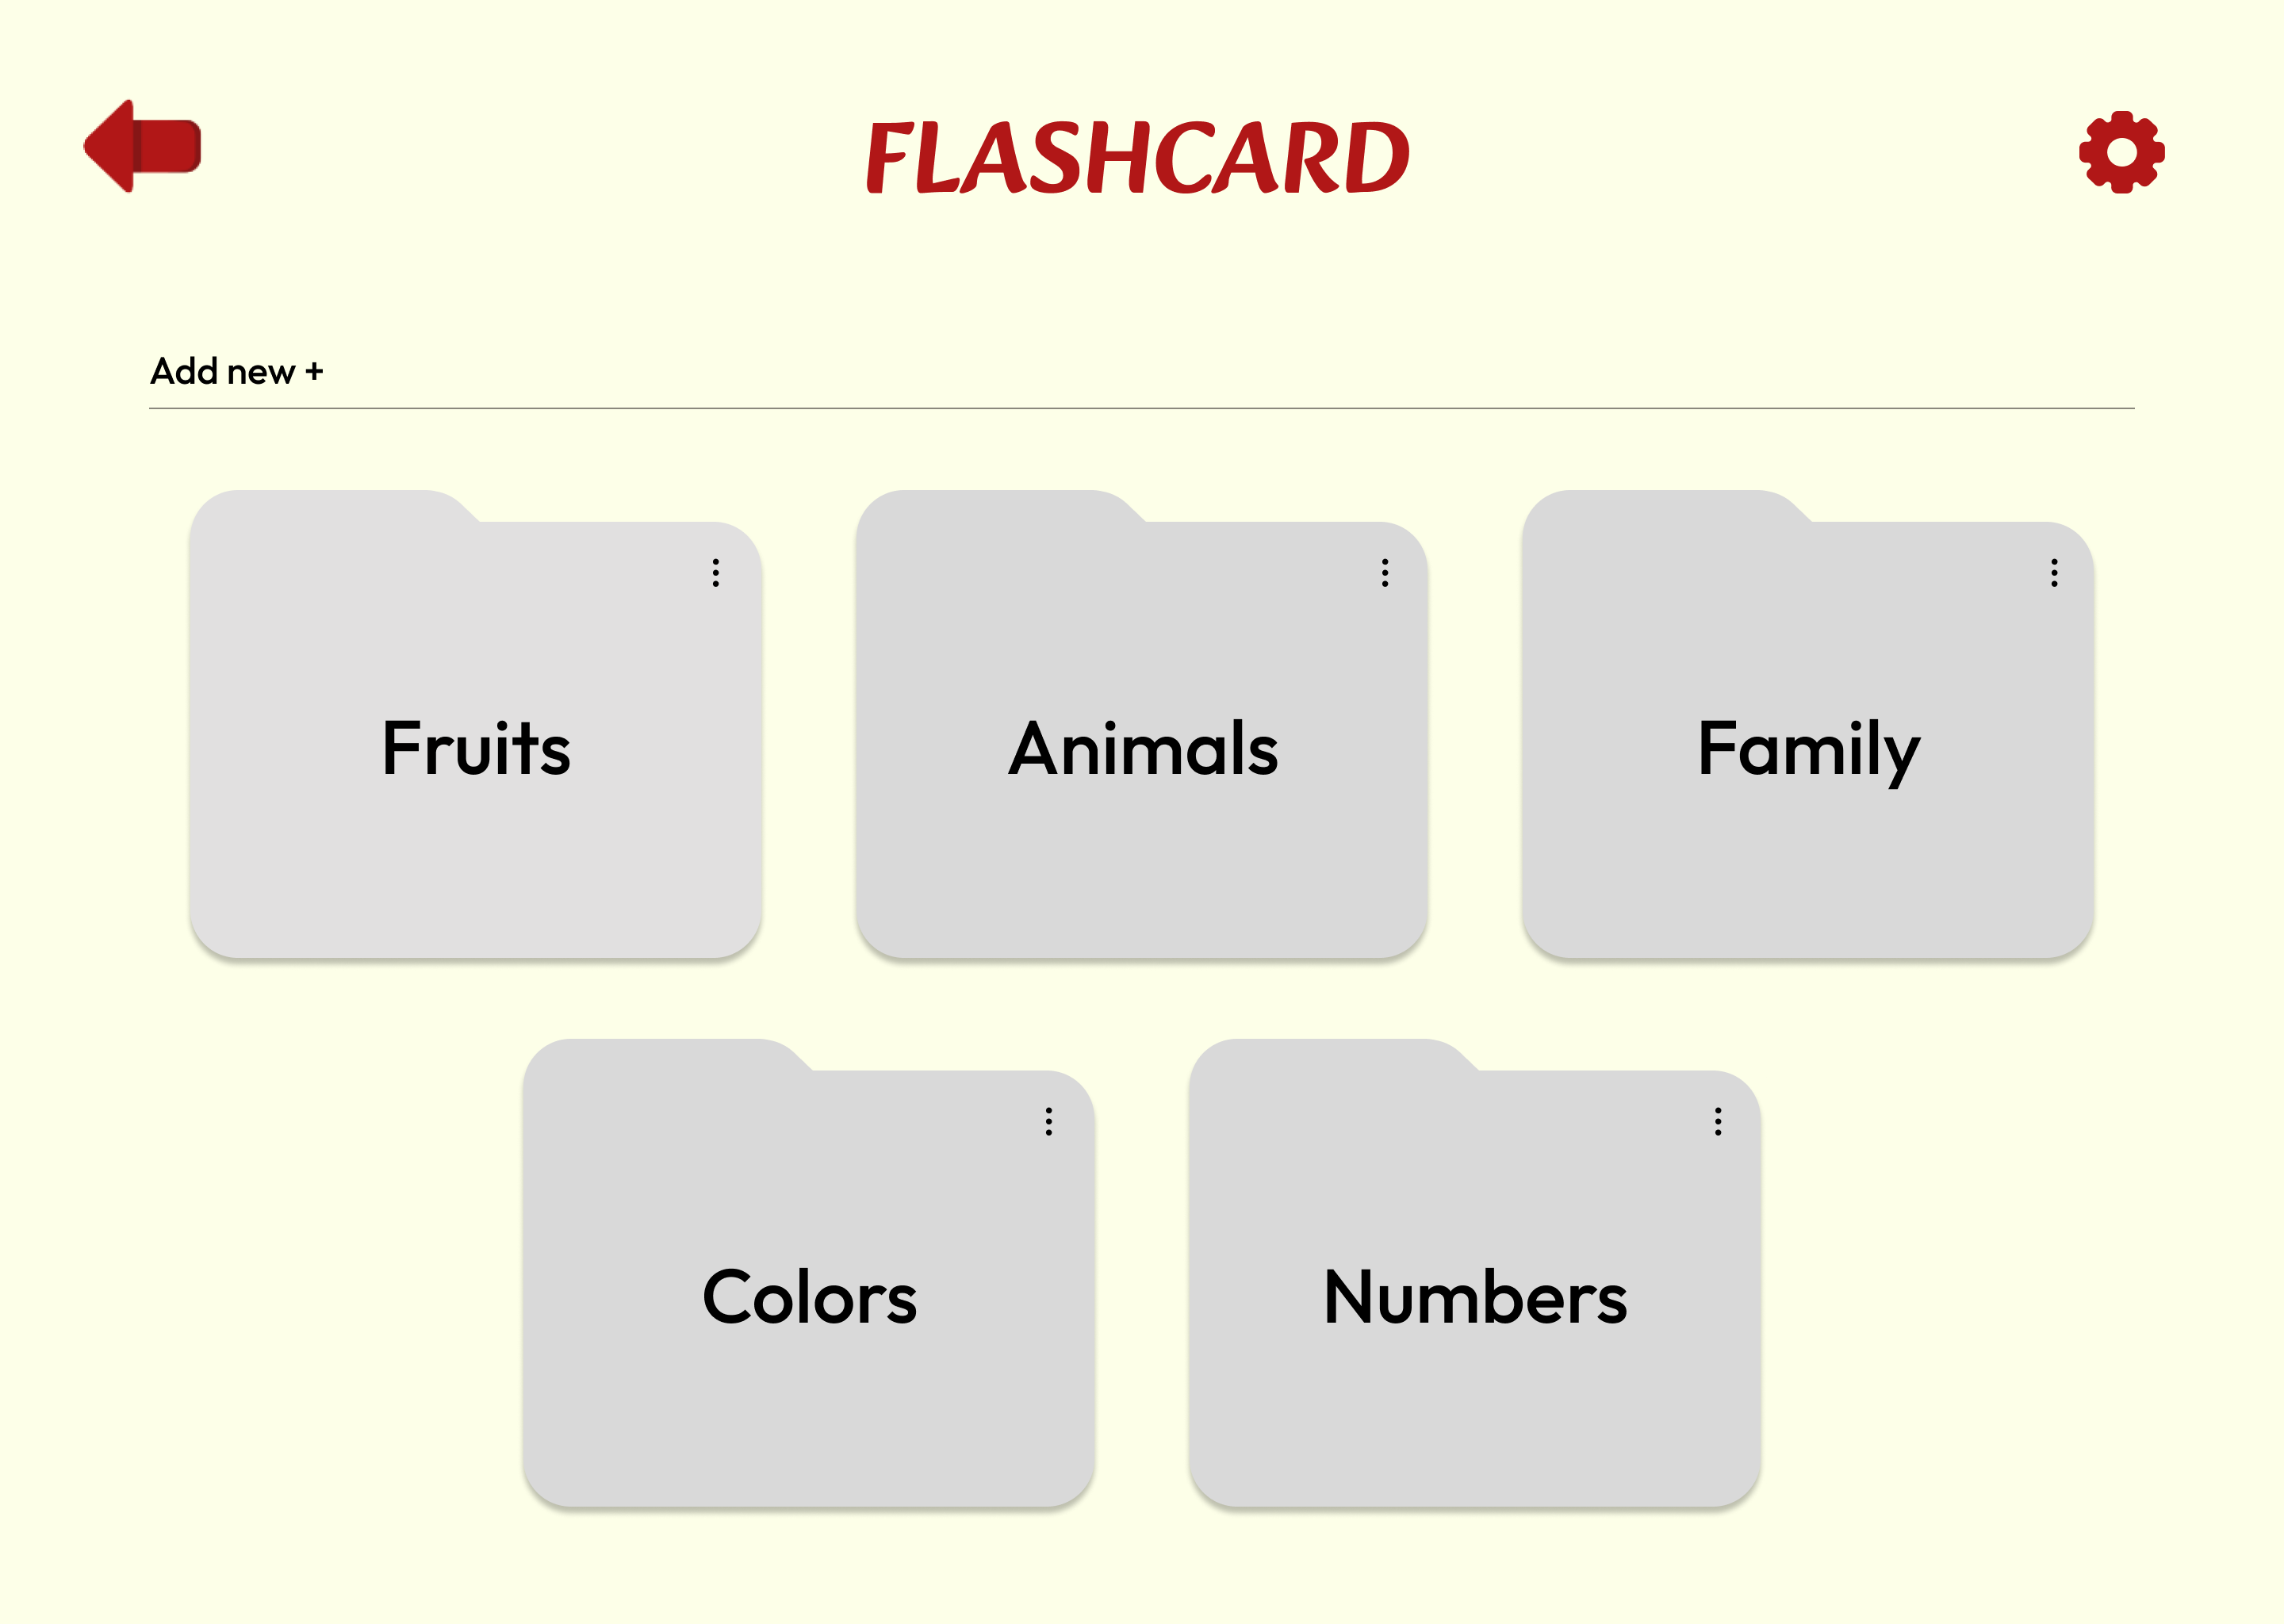 FLASHCARD
Add new +
Fruits
Animals
Family
Colors
Numbers